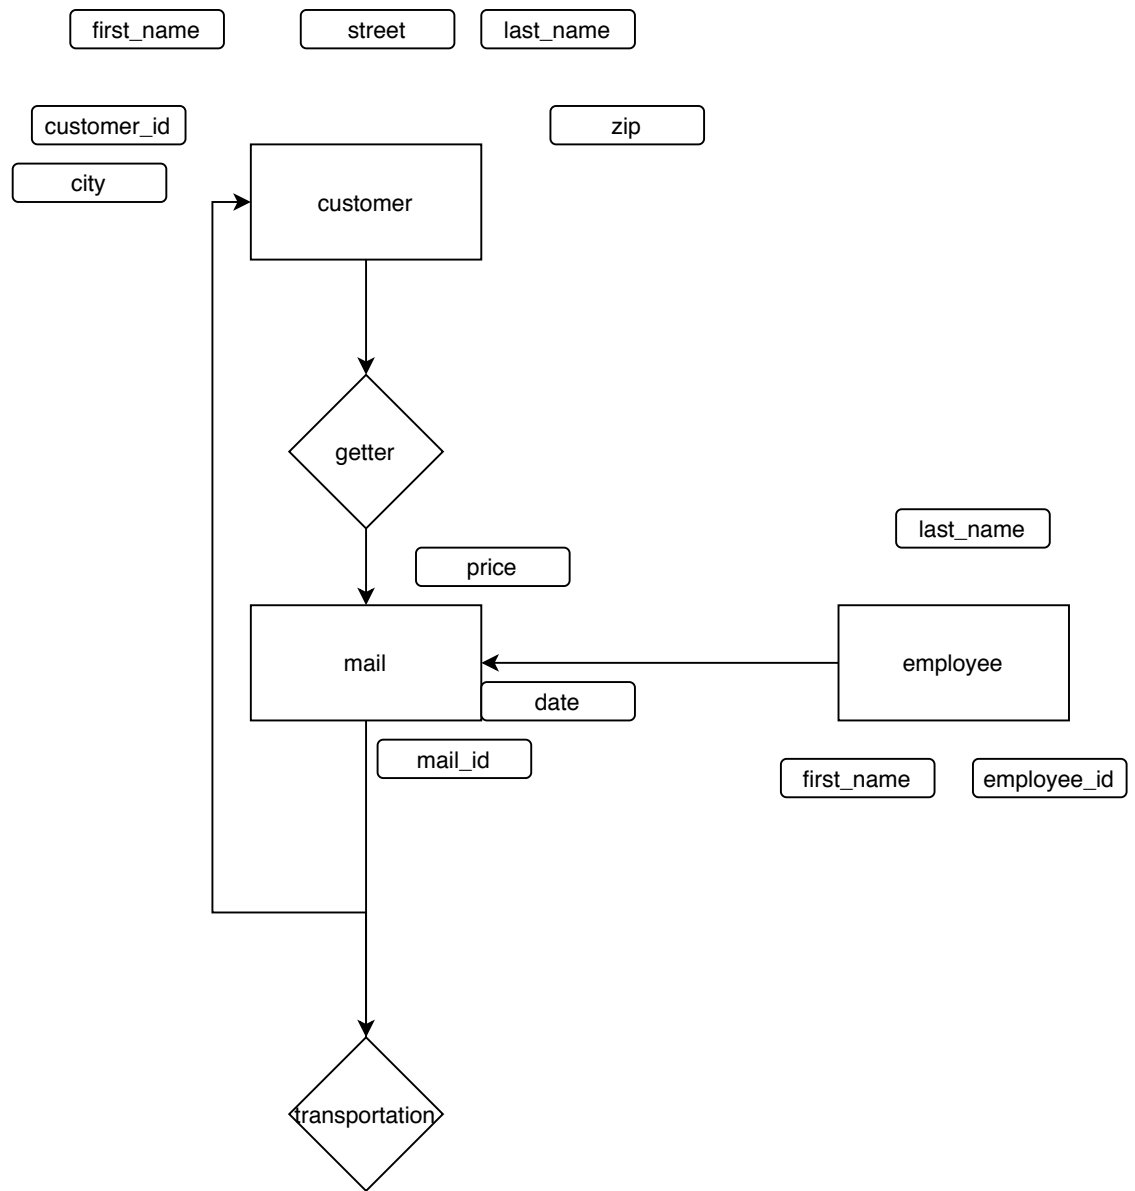 first_name
street
last_name
customer_id
zip
city
customer
getter
last_name
price
mail
employee
date
mail_id
first_name
employee_id
transportation